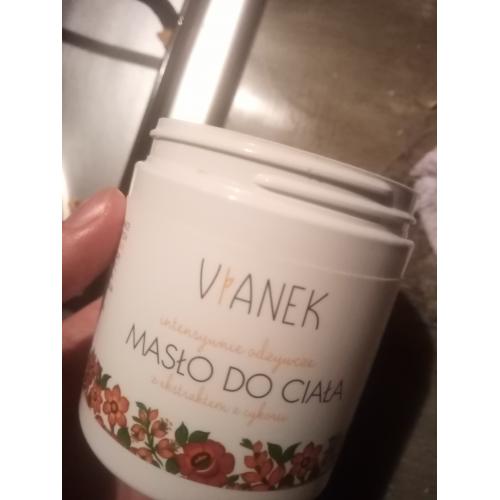 VIANEK
intensywnie odżywcze
MASŁO DO CIAŁA
z ekstraktem z cykorii